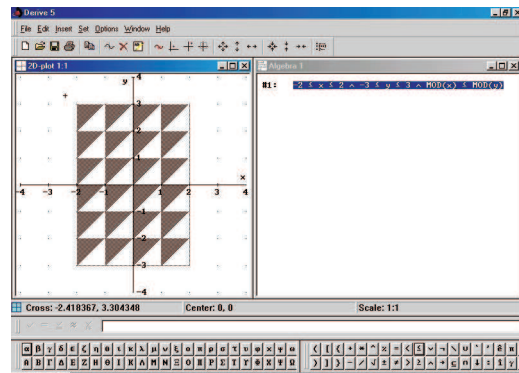 Derive 5
File Edit Insert Set Options Window Help
2D-plot 1:1
Algebra 1
#1: -2 ≤ x ≤ 2 ∧ -3 ≤ y ≤ 3 ∧ MOD(x) ≤ MOD(y)
y 4
3
2
1
x
-4 -3 -2 -1 1 2 3 4
-1
-2
-3
-4
Cross: -2.418367, 3.304348 Center: 0, 0 Scale: 1:1
α β γ δ ε ζ η θ ι κ λ μ ν ξ ο π ρ σ τ υ φ χ ψ ω
Α Β Γ Δ Ε Ζ Η Θ Ι Κ Λ Μ Ν Ξ Ο Π Ρ Σ Τ Υ Φ Χ Ψ Ω